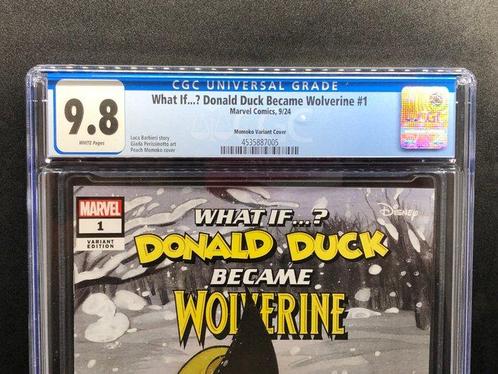 CGC UNIVERSAL GRADE
9.8
WHITE Pages
What If...? Donald Duck Became Wolverine #1
Marvel Comics, 9/24
Momoko Variant Cover
Luca Barbieri story
Giada Perissinotto art
Peach Momoko cover
4535887005
CGC
MARVEL
1
VARIANT
EDITION
Disney
WHAT IF...?
DONALD DUCK
BECAME
WOLVERINE